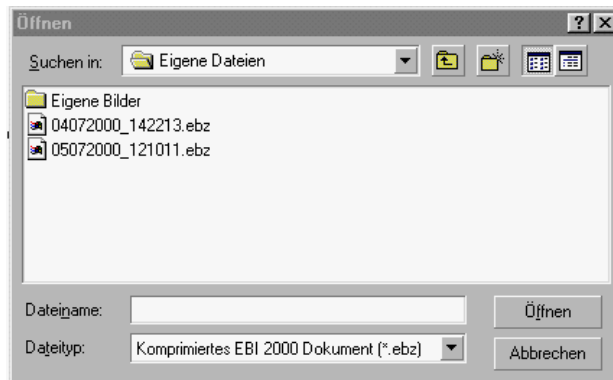 Öffnen
Suchen in: Eigene Dateien
Eigene Bilder
04072000_142213.ebz
05072000_121011.ebz
Dateiname: Öffnen
Dateityp: Komprimiertes EBI 2000 Dokument (*.ebz) Abbrechen